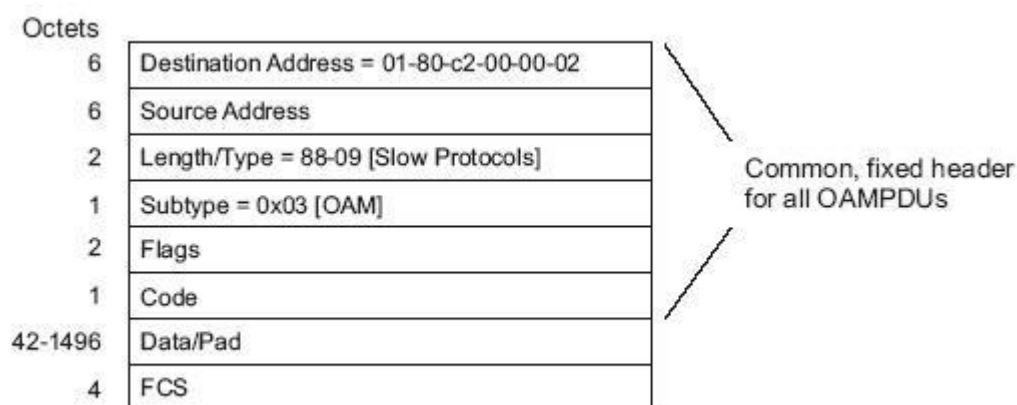 Octets
6 Destination Address = 01-80-c2-00-00-02
6 Source Address
2 Length/Type = 88-09 [Slow Protocols]
1 Subtype = 0x03 [OAM]
2 Flags
1 Code
42-1496 Data/Pad
4 FCS
Common, fixed header
for all OAMPDUs